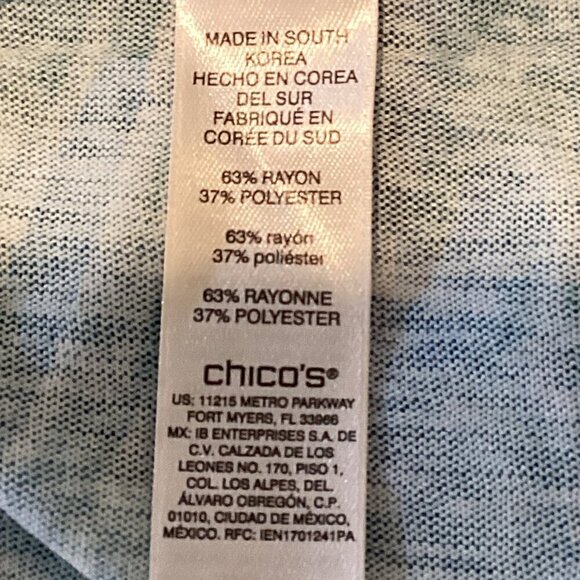 MADE IN SOUTH
KOREA
HECHO EN COREA
DEL SUR
FABRIQUÉ EN
CORÉE DU SUD
63% RAYON
37% POLYESTER
63% rayón
37% poliéster
63% RAYONNE
37% POLYESTER
chico's®
US: 11215 METRO PARKWAY
FORT MYERS, FL 33966
MX: IB ENTERPRISES S.A. DE
C.V. CALZADA DE LOS
LEONES NO. 170, PISO 1,
COL. LOS ALPES, DEL.
ÁLVARO OBREGÓN, C.P.
01010, CIUDAD DE MÉXICO,
MÉXICO. RFC: IEN1701241PA